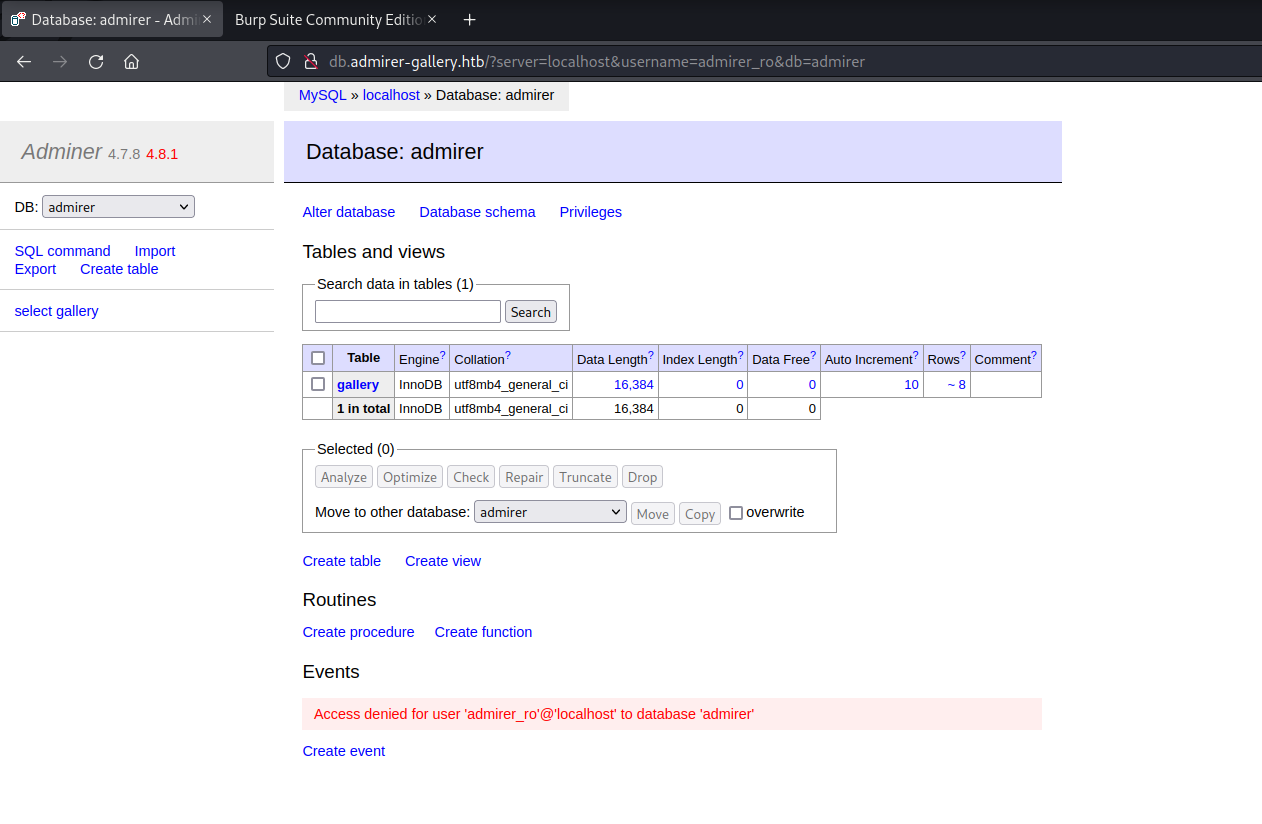 Database: admirer - Admi
Burp Suite Community Editio
db.admirer-gallery.htb/?server=localhost&username=admirer_ro&db=admirer
MySQL » localhost » Database: admirer
Adminer 4.7.8 4.8.1
Database: admirer
DB: admirer
SQL command Import
Export Create table
select gallery
Alter database Database schema Privileges
Tables and views
Search data in tables (1)
Search
Table Engine? Collation? Data Length? Index Length? Data Free? Auto Increment? Rows? Comment?
gallery InnoDB utf8mb4_general_ci 16,384 0 0 10 ~ 8
1 in total InnoDB utf8mb4_general_ci 16,384 0 0
Selected (0)
Analyze Optimize Check Repair Truncate Drop
Move to other database: admirer Move Copy overwrite
Create table Create view
Routines
Create procedure Create function
Events
Access denied for user 'admirer_ro'@'localhost' to database 'admirer'
Create event